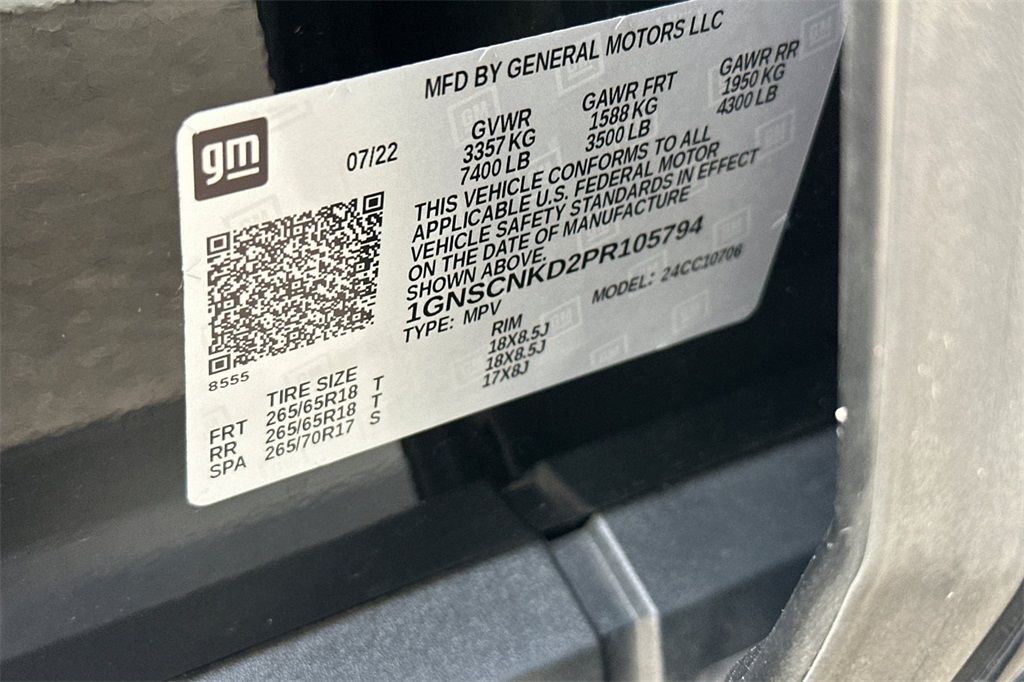 MFD BY GENERAL MOTORS LLC
gm
07/22
GVWR GAWR FRT GAWR RR
3357 KG 1588 KG 1950 KG
7400 LB 3500 LB 4300 LB
THIS VEHICLE CONFORMS TO ALL
APPLICABLE U.S. FEDERAL MOTOR
VEHICLE SAFETY STANDARDS IN EFFECT
ON THE DATE OF MANUFACTURE
SHOWN ABOVE.
1GNSCNKD2PR105794
TYPE: MPV MODEL: 24CC10706
8555
TIRE SIZE RIM
FRT 265/65R18 T 18X8.5J
RR 265/65R18 T 18X8.5J
SPA 265/70R17 S 17X8J